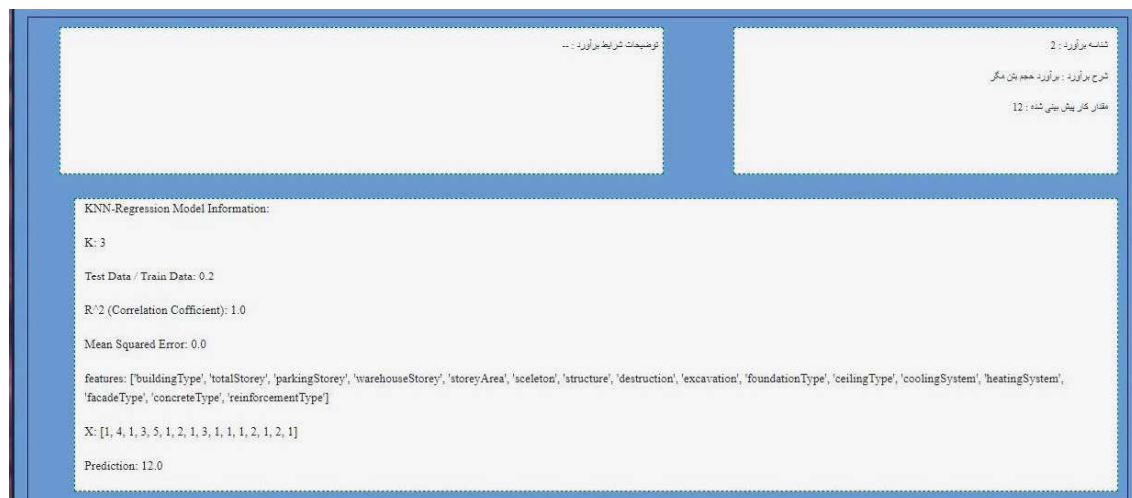 شناسه برآورد : 2
شرح برآورد : برآورد حجم بتن مگر
مقدار کار پیش بینی شده : 12
توضیحات شرایط برآورد : --
KNN-Regression Model Information:
K: 3
Test Data / Train Data: 0.2
R^2 (Correlation Cofficient): 1.0
Mean Squared Error: 0.0
features: ['buildingType', 'totalStorey', 'parkingStorey', 'warehouseStorey', 'storeyArea', 'sceleton', 'structure', 'destruction', 'excavation', 'foundationType', 'ceilingType', 'coolingSystem', 'heatingSystem',
'facadeType', 'concreteType', 'reinforcementType']
X: [1, 4, 1, 3, 5, 1, 2, 1, 3, 1, 1, 1, 2, 1, 2, 1]
Prediction: 12.0